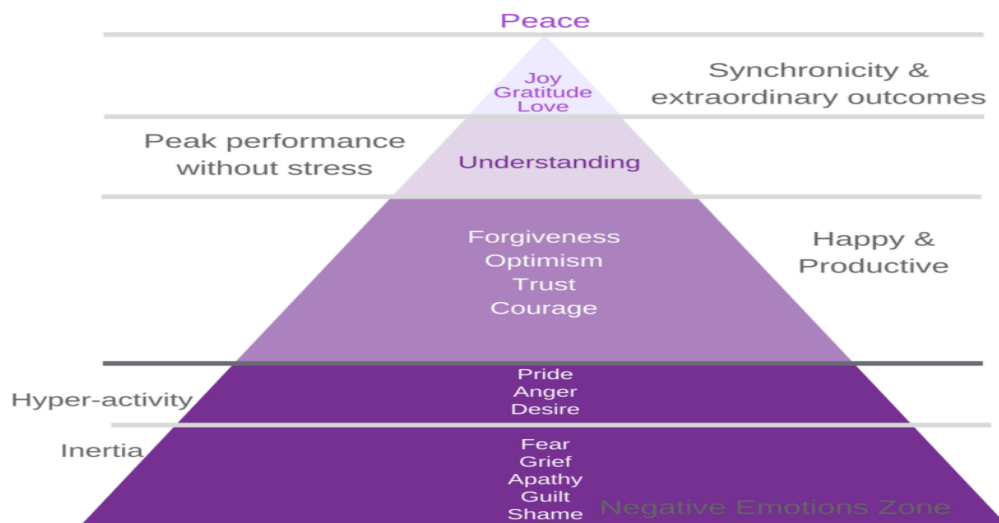 Peace
Joy
Gratitude
Love
Synchronicity &
extraordinary outcomes
Peak performance
without stress
Understanding
Forgiveness
Optimism
Trust
Courage
Happy &
Productive
Pride
Anger
Desire
Hyper-activity
Inertia
Fear
Grief
Apathy
Guilt
Shame
Negative Emotions Zone